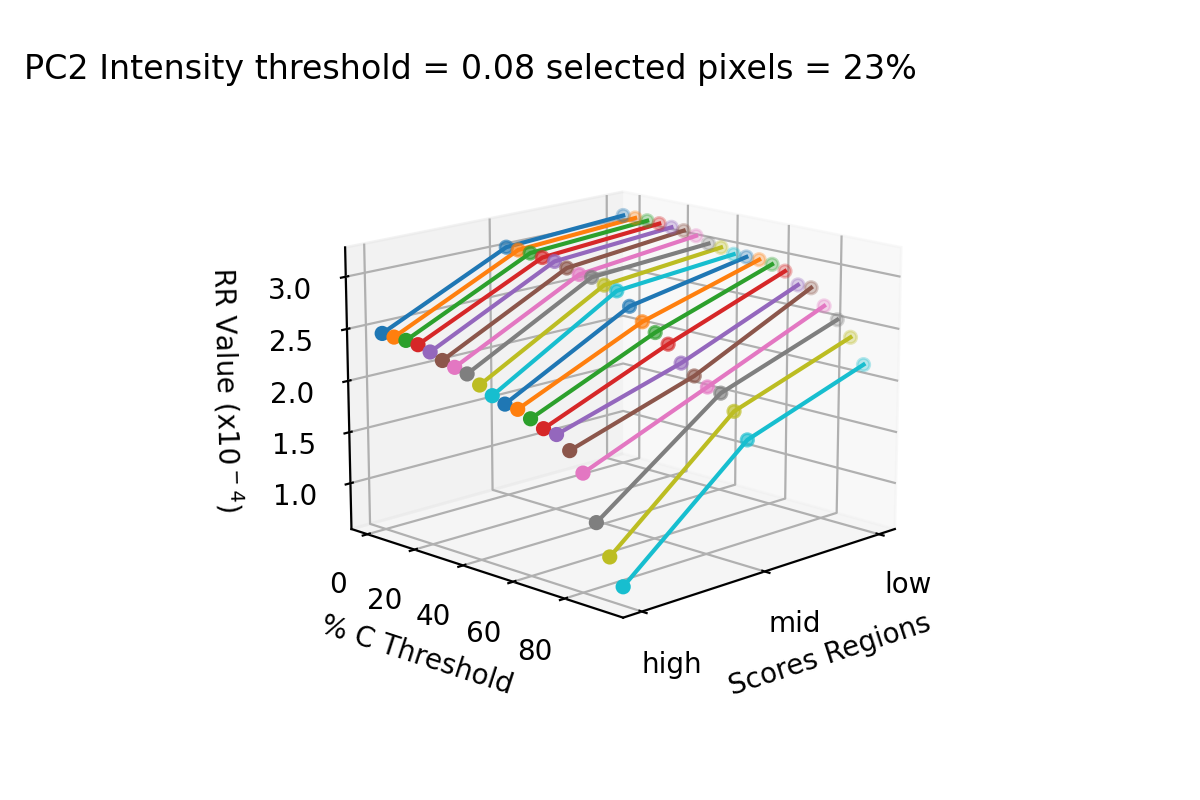 PC2 Intensity threshold = 0.08 selected pixels = 23%
RR Value (x10⁻⁴)
3.0
2.5
2.0
1.5
1.0
0
20
40
60
80
% C Threshold
high
mid
low
Scores Regions